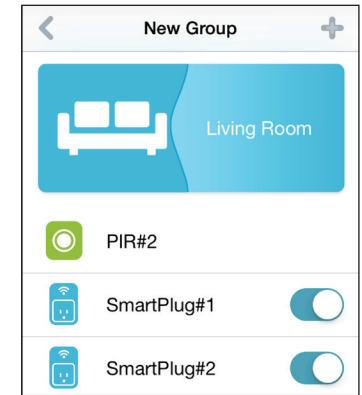 New Group
Living Room
PIR#2
SmartPlug#1
SmartPlug#2